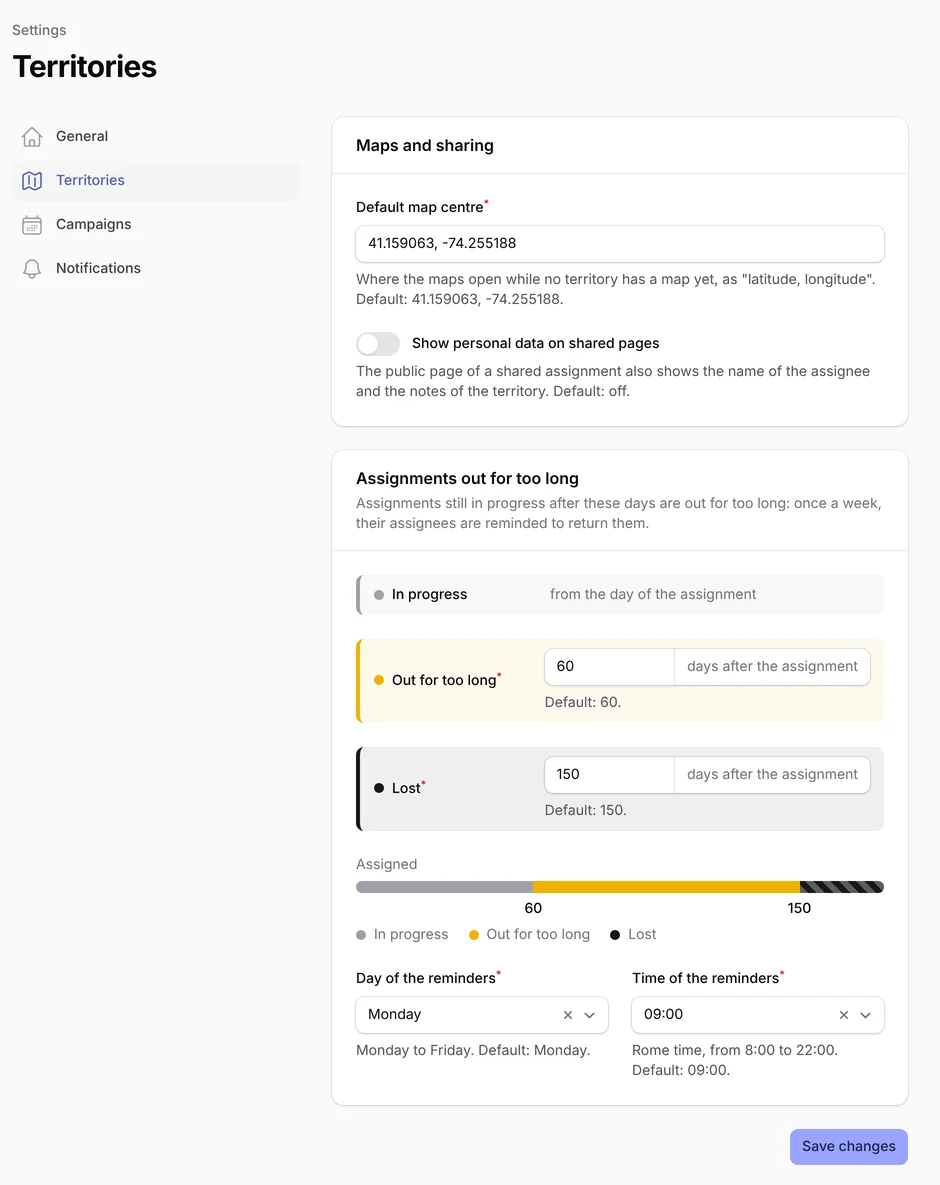 Settings
Territories
General
Territories
Campaigns
Notifications
Maps and sharing
Default map centre*
41.159063, -74.255188
Where the maps open while no territory has a map yet, as "latitude, longitude".
Default: 41.159063, -74.255188.
Show personal data on shared pages
The public page of a shared assignment also shows the name of the assignee
and the notes of the territory. Default: off.
Assignments out for too long
Assignments still in progress after these days are out for too long: once a week,
their assignees are reminded to return them.
In progress from the day of the assignment
Out for too long* 60 days after the assignment
Default: 60.
Lost* 150 days after the assignment
Default: 150.
Assigned
60 150
In progress Out for too long Lost
Day of the reminders* Time of the reminders*
Monday 09:00
Monday to Friday. Default: Monday. Rome time, from 8:00 to 22:00.
Default: 09:00.
Save changes